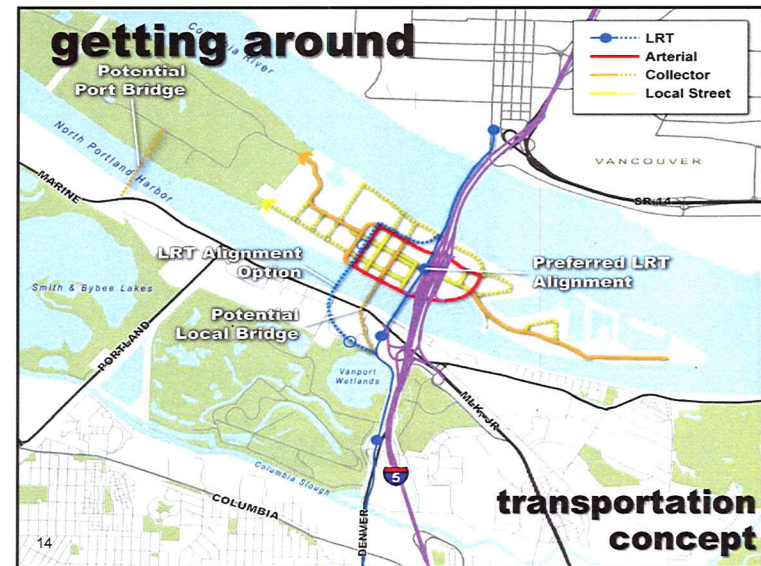 getting around
Columbia River
Potential
Port Bridge
North Portland Harbor
MARINE
LRT
Arterial
Collector
Local Street
VANCOUVER
SR 14
LRT Alignment
Option
Preferred LRT
Alignment
Smith & Bybee Lakes
Potential
Local Bridge
PORTLAND
Vanport
Wetlands
MLK JR
Columbia Slough
COLUMBIA
5
DENVER
transportation
concept
14